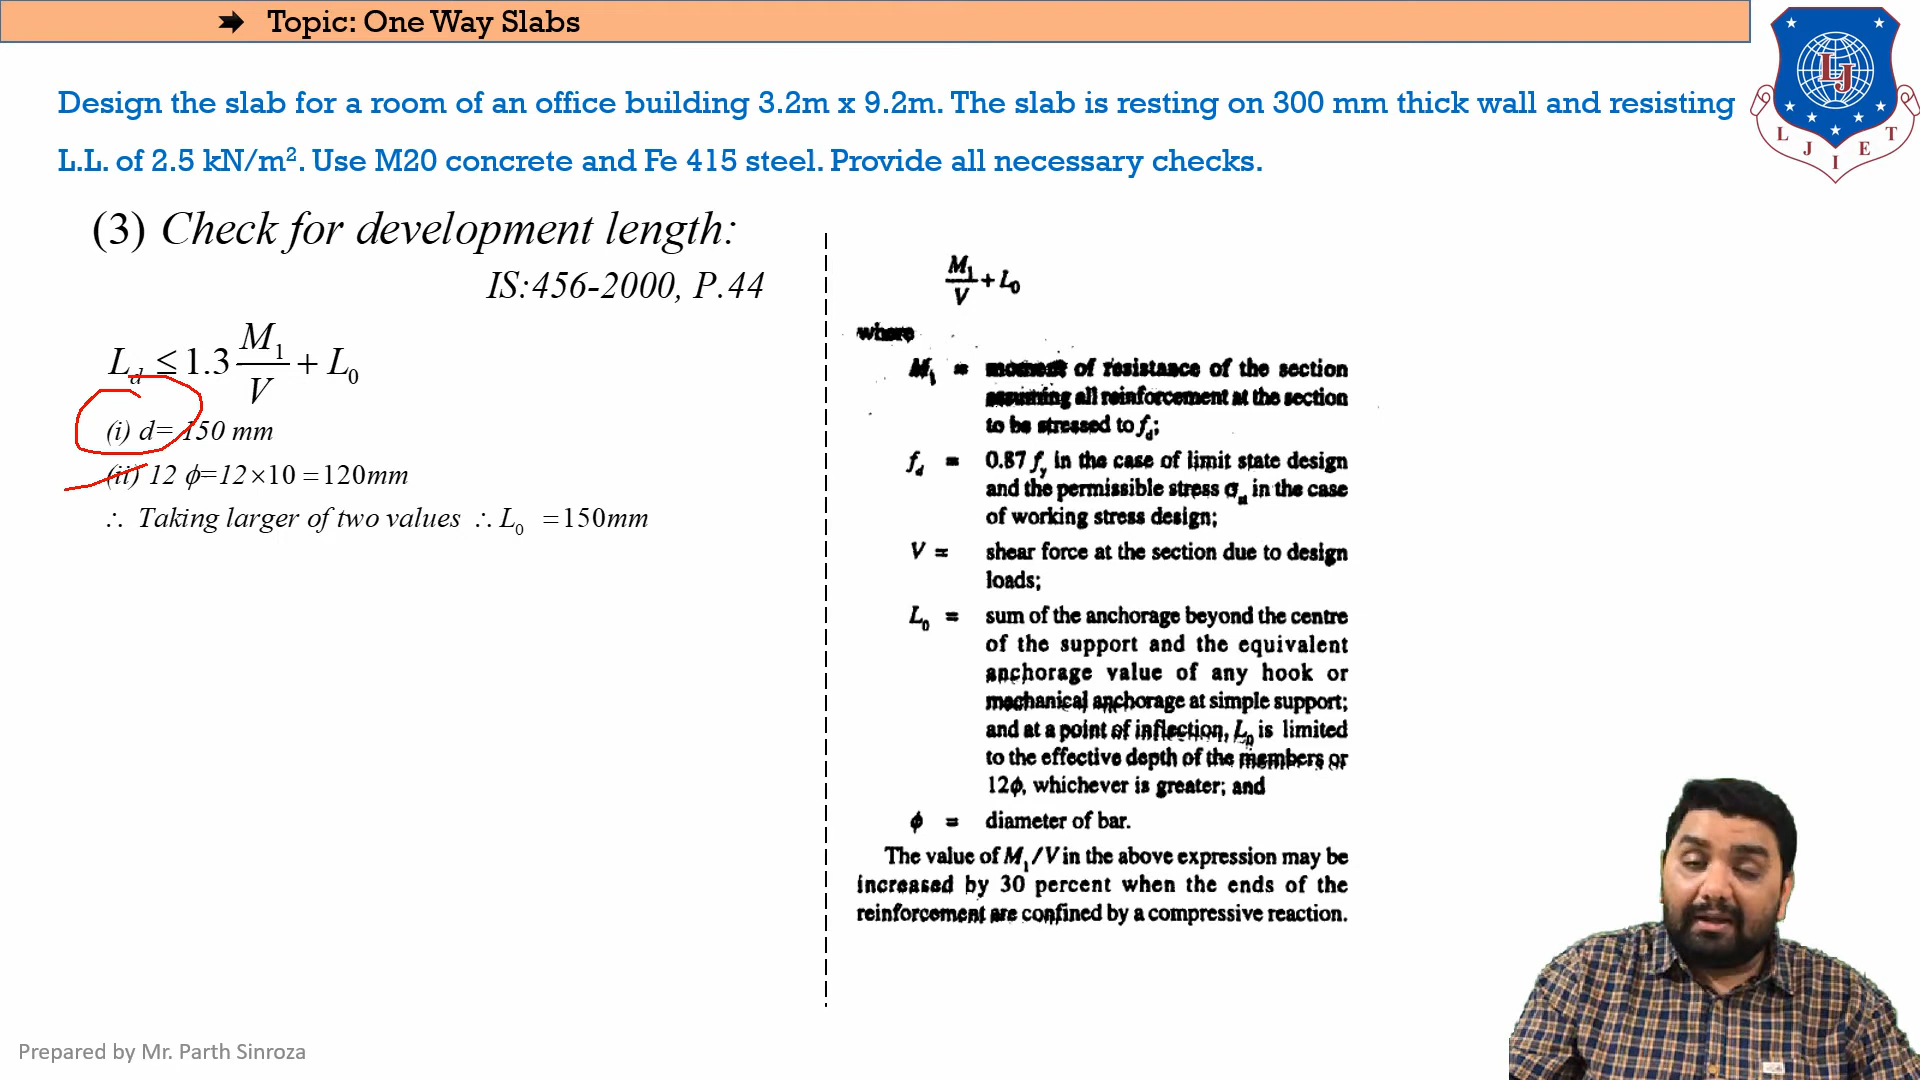 Topic: One Way Slabs
Design the slab for a room of an office building 3.2m x 9.2m. The slab is resting on 300 mm thick wall and resisting
L.L. of 2.5 kN/m². Use M20 concrete and Fe 415 steel. Provide all necessary checks.
LJ
L J I E T
(3) Check for development length:
IS:456-2000, P.44
L_d ≤ 1.3 M₁/V + L₀
(i) d= 150 mm
(ii) 12 ϕ=12×10 =120mm
∴ Taking larger of two values ∴ L₀ =150mm
M₁/V + L₀
where
M₁ = moment of resistance of the section
assuming all reinforcement at the section
to be stressed to f_d;
f_d = 0.87 f_y in the case of limit state design
and the permissible stress σ_st in the case
of working stress design;
V = shear force at the section due to design
loads;
L₀ = sum of the anchorage beyond the centre
of the support and the equivalent
anchorage value of any hook or
mechanical anchorage at simple support;
and at a point of inflection, L₀ is limited
to the effective depth of the members or
12ϕ, whichever is greater; and
ϕ = diameter of bar.
The value of M₁/V in the above expression may be
increased by 30 percent when the ends of the
reinforcement are confined by a compressive reaction.
Prepared by Mr. Parth Sinroza